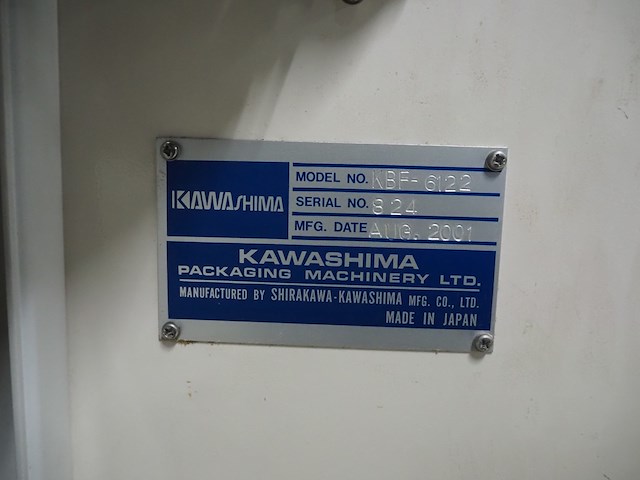 KAWASHIMA
MODEL NO. KBF-6122
SERIAL NO. 824
MFG. DATE AUG. 2001
KAWASHIMA
PACKAGING MACHINERY LTD.
MANUFACTURED BY SHIRAKAWA-KAWASHIMA MFG. CO., LTD.
MADE IN JAPAN